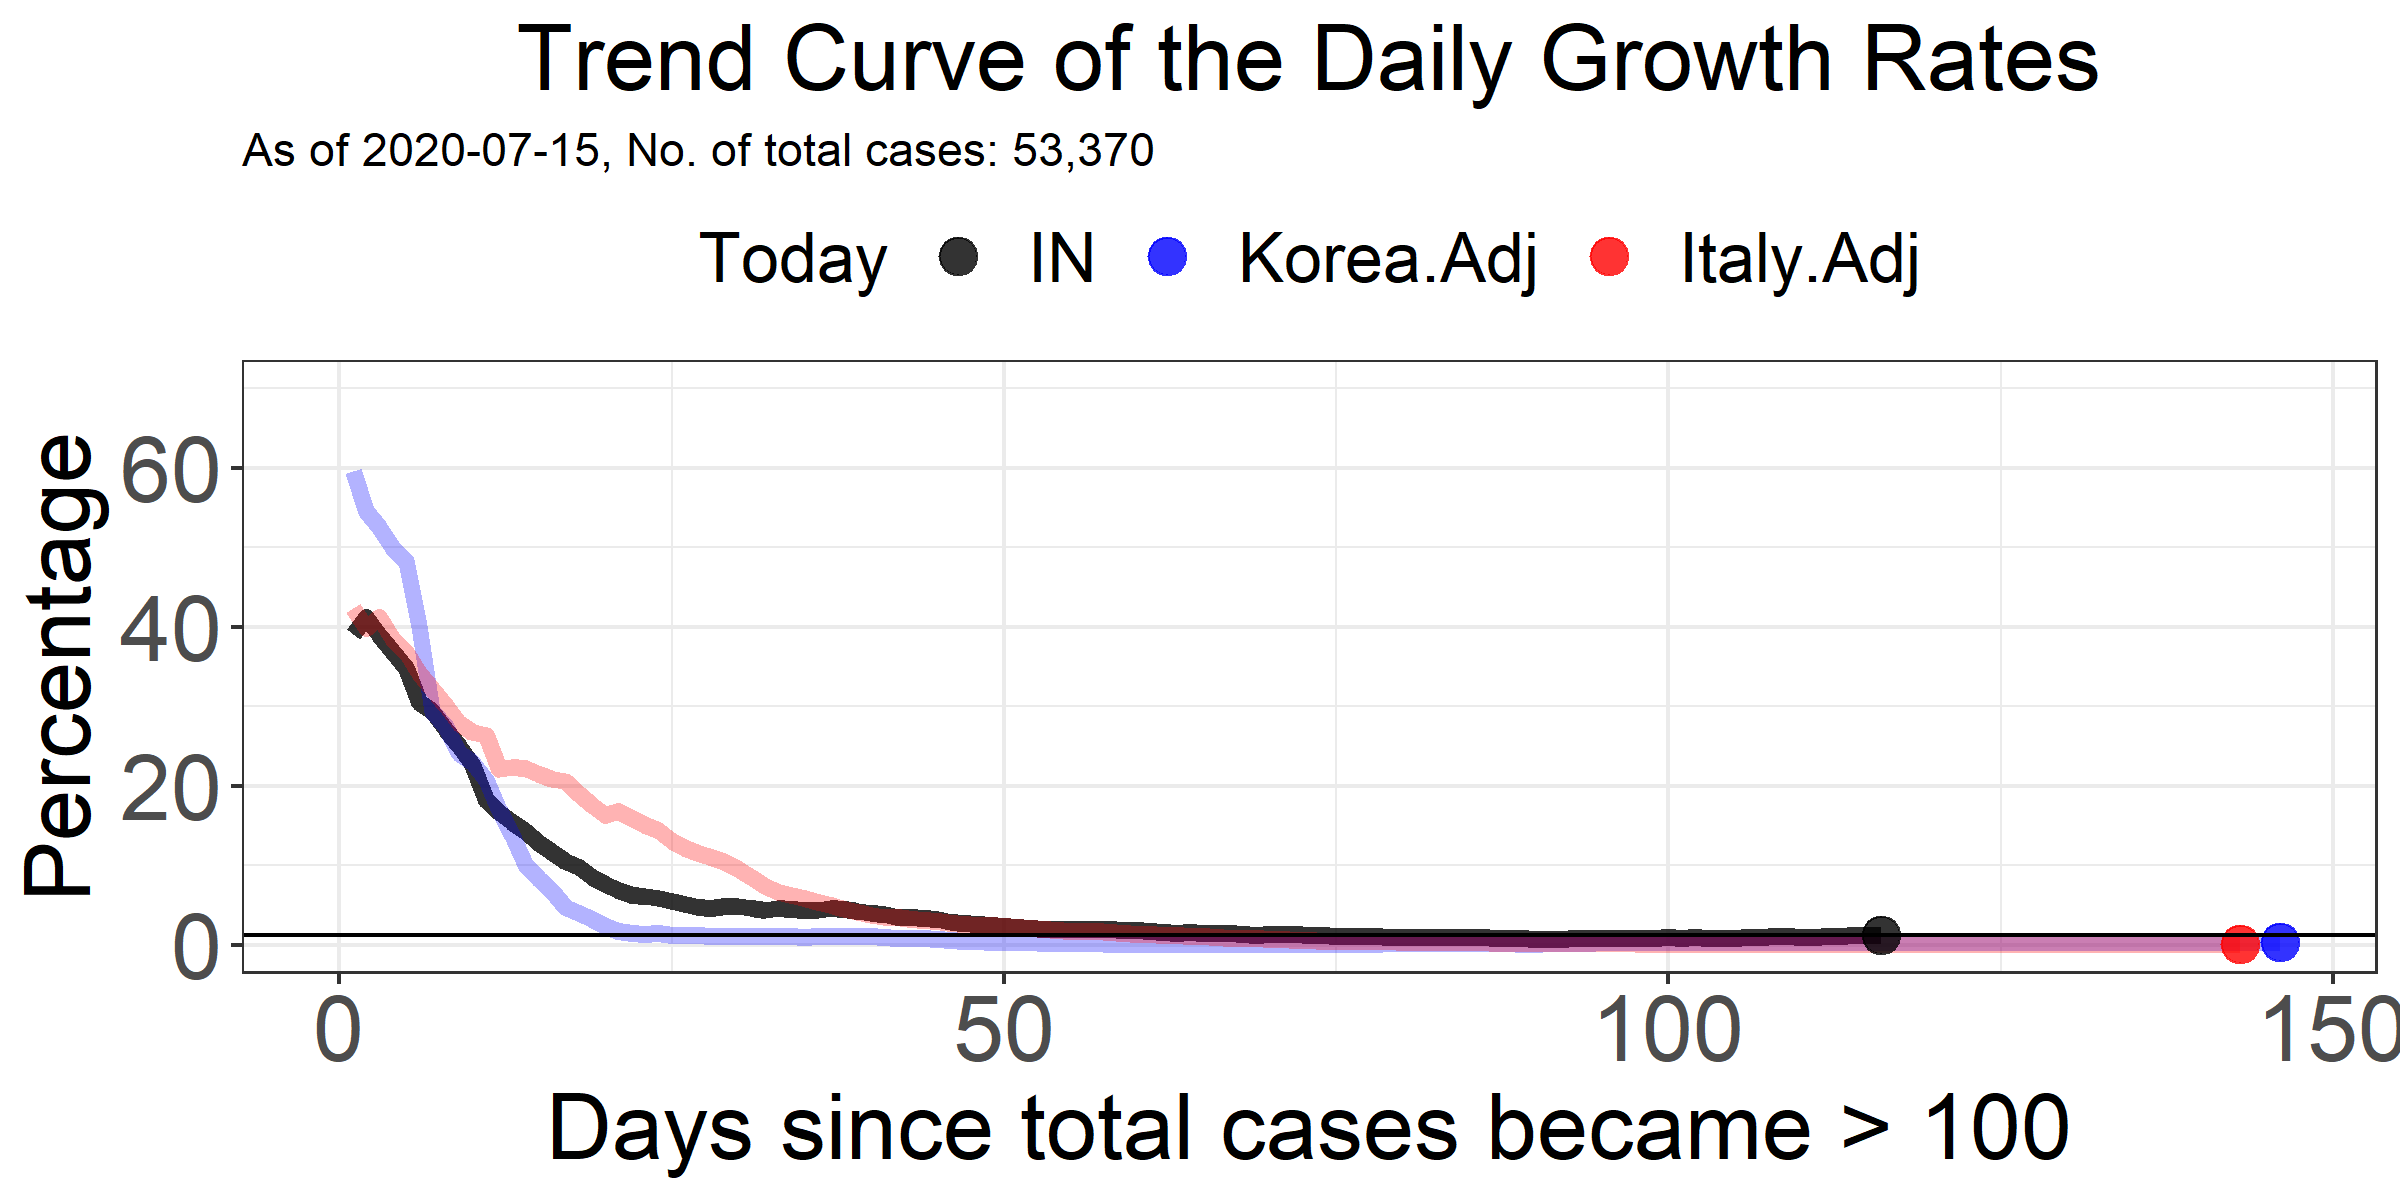 Trend Curve of the Daily Growth Rates
As of 2020-07-15, No. of total cases: 53,370
Today IN Korea.Adj Italy.Adj
Percentage
60
40
20
0
0 50 100 150
Days since total cases became > 100